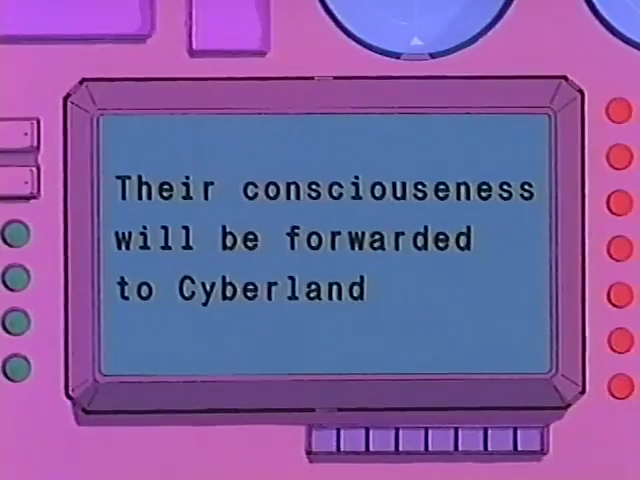 Their consciouseness
will be forwarded
to Cyberland